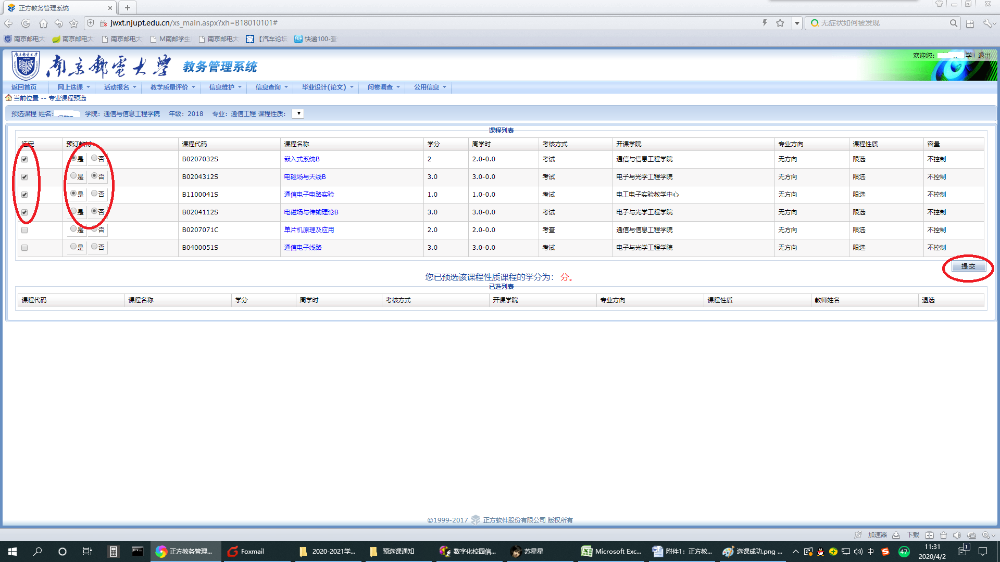 正方教务管理系统
jwxt.njupt.edu.cn/xs_main.aspx?xh=B18010101#
无症状如何被发现
南京邮电大 南京邮电大 南京邮电大 M南邮学生 南京邮电大 家 【汽车论坛 快递100-查
南京邮电大学 教务管理系统
欢迎您: 同学 退出
返回首页 网上选课 活动报名 教学质量评价 信息维护 信息查询 毕业设计(论文) 问卷调查 公用信息
当前位置 -- 专业课程预选
预选课程 姓名: 学院: 通信与信息工程学院 年级: 2018 专业: 通信工程 课程性质:
课程列表
选定 预订教材 课程代码 课程名称 学分 周学时 考核方式 开课学院 专业方向 课程性质 容量
是 否 B0207032S 嵌入式系统B 2 2.0-0.0 考试 通信与信息工程学院 无方向 限选 不控制
是 否 B0204312S 电磁场与天线B 3.0 3.0-0.0 考试 电子与光学工程学院 无方向 限选 不控制
是 否 B1100041S 通信电子电路实验 1.0 1.0-0.0 考试 电工电子实验教学中心 无方向 限选 不控制
是 否 B0204112S 电磁场与传输理论B 3.0 3.0-0.0 考试 电子与光学工程学院 无方向 限选 不控制
是 否 B0207071C 单片机原理及应用 2.0 2.0-0.0 考查 通信与信息工程学院 无方向 限选 不控制
是 否 B0400051S 通信电子线路 3.0 3.0-0.0 考试 电子与光学工程学院 无方向 限选 不控制
提 交
您已预选该课程性质课程的学分为: 分。
已选列表
课程代码 课程名称 学分 周学时 考核方式 开课学院 专业方向 课程性质 教师姓名 退选
©1999-2017 正方软件股份有限公司 版权所有
加速器 下载
正方教务管理... Foxmail 2020-2021学... 预选课通知 数字化校园信... 苏星星 Microsoft Exc... 附件1：正方教... 选课成功.png ... 中 47 11:31 1
2020/4/2